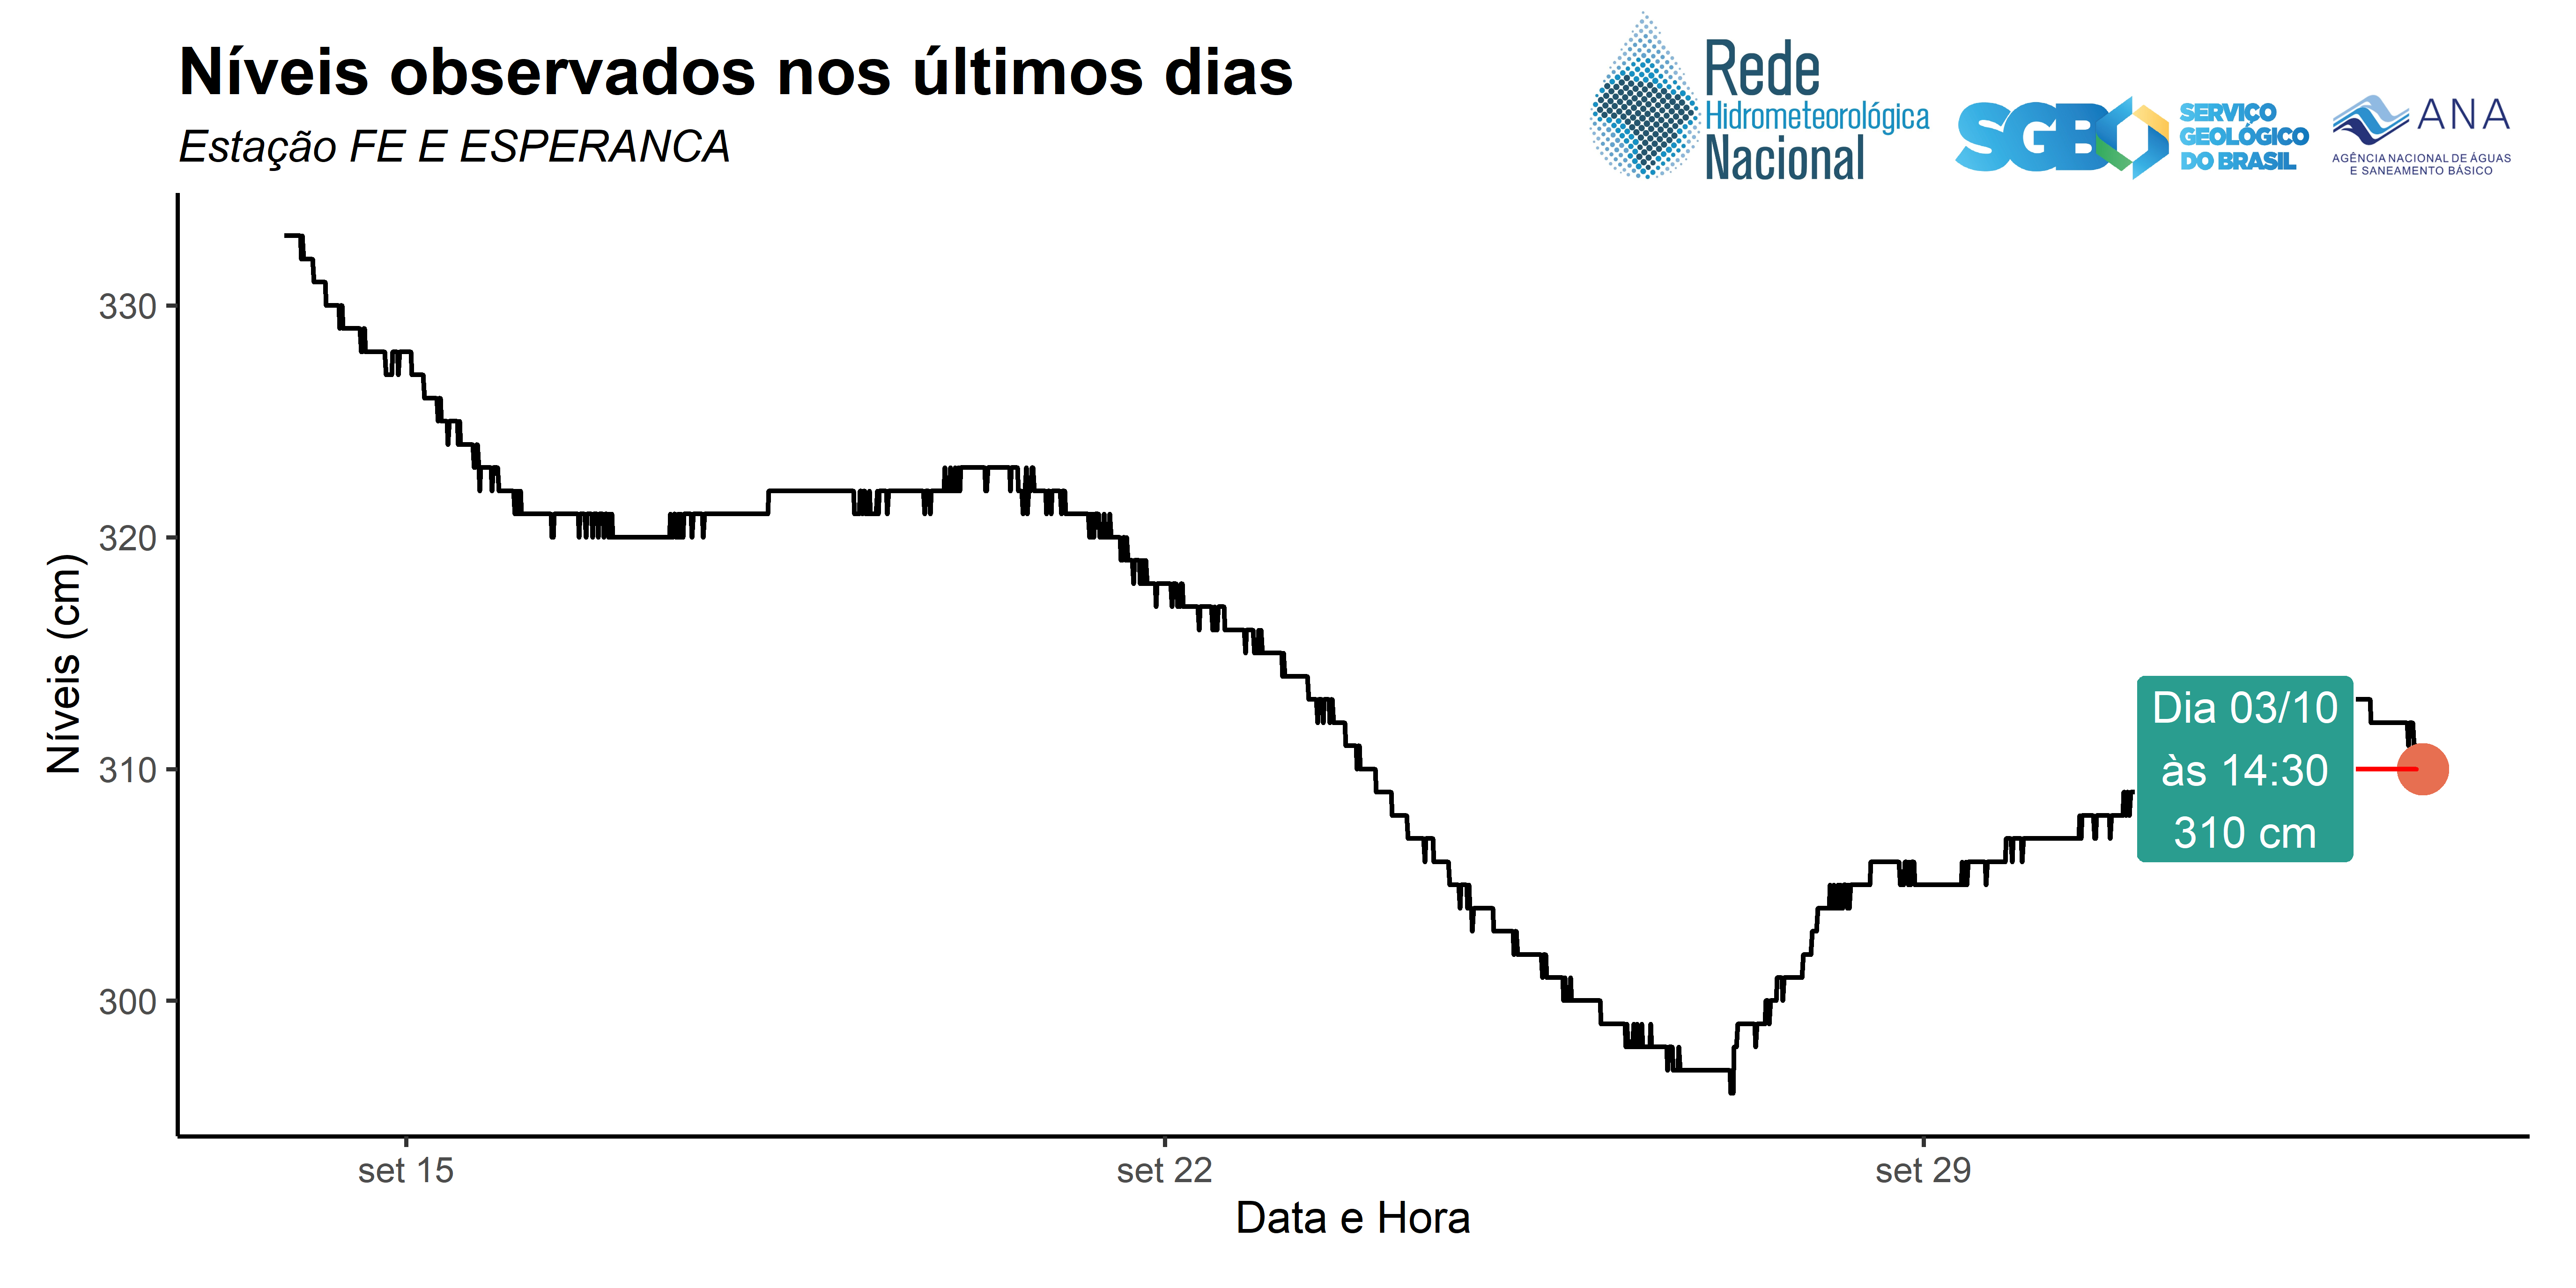 Níveis observados nos últimos dias
Estação FE E ESPERANCA
Rede
Hidrometeorológica
Nacional
SGB
SERVIÇO
GEOLÓGICO
DO BRASIL
ANA
AGÊNCIA NACIONAL DE ÁGUAS
E SANEAMENTO BÁSICO
Níveis (cm)
330
320
310
300
Dia 03/10
às 14:30
310 cm
set 15
set 22
set 29
Data e Hora